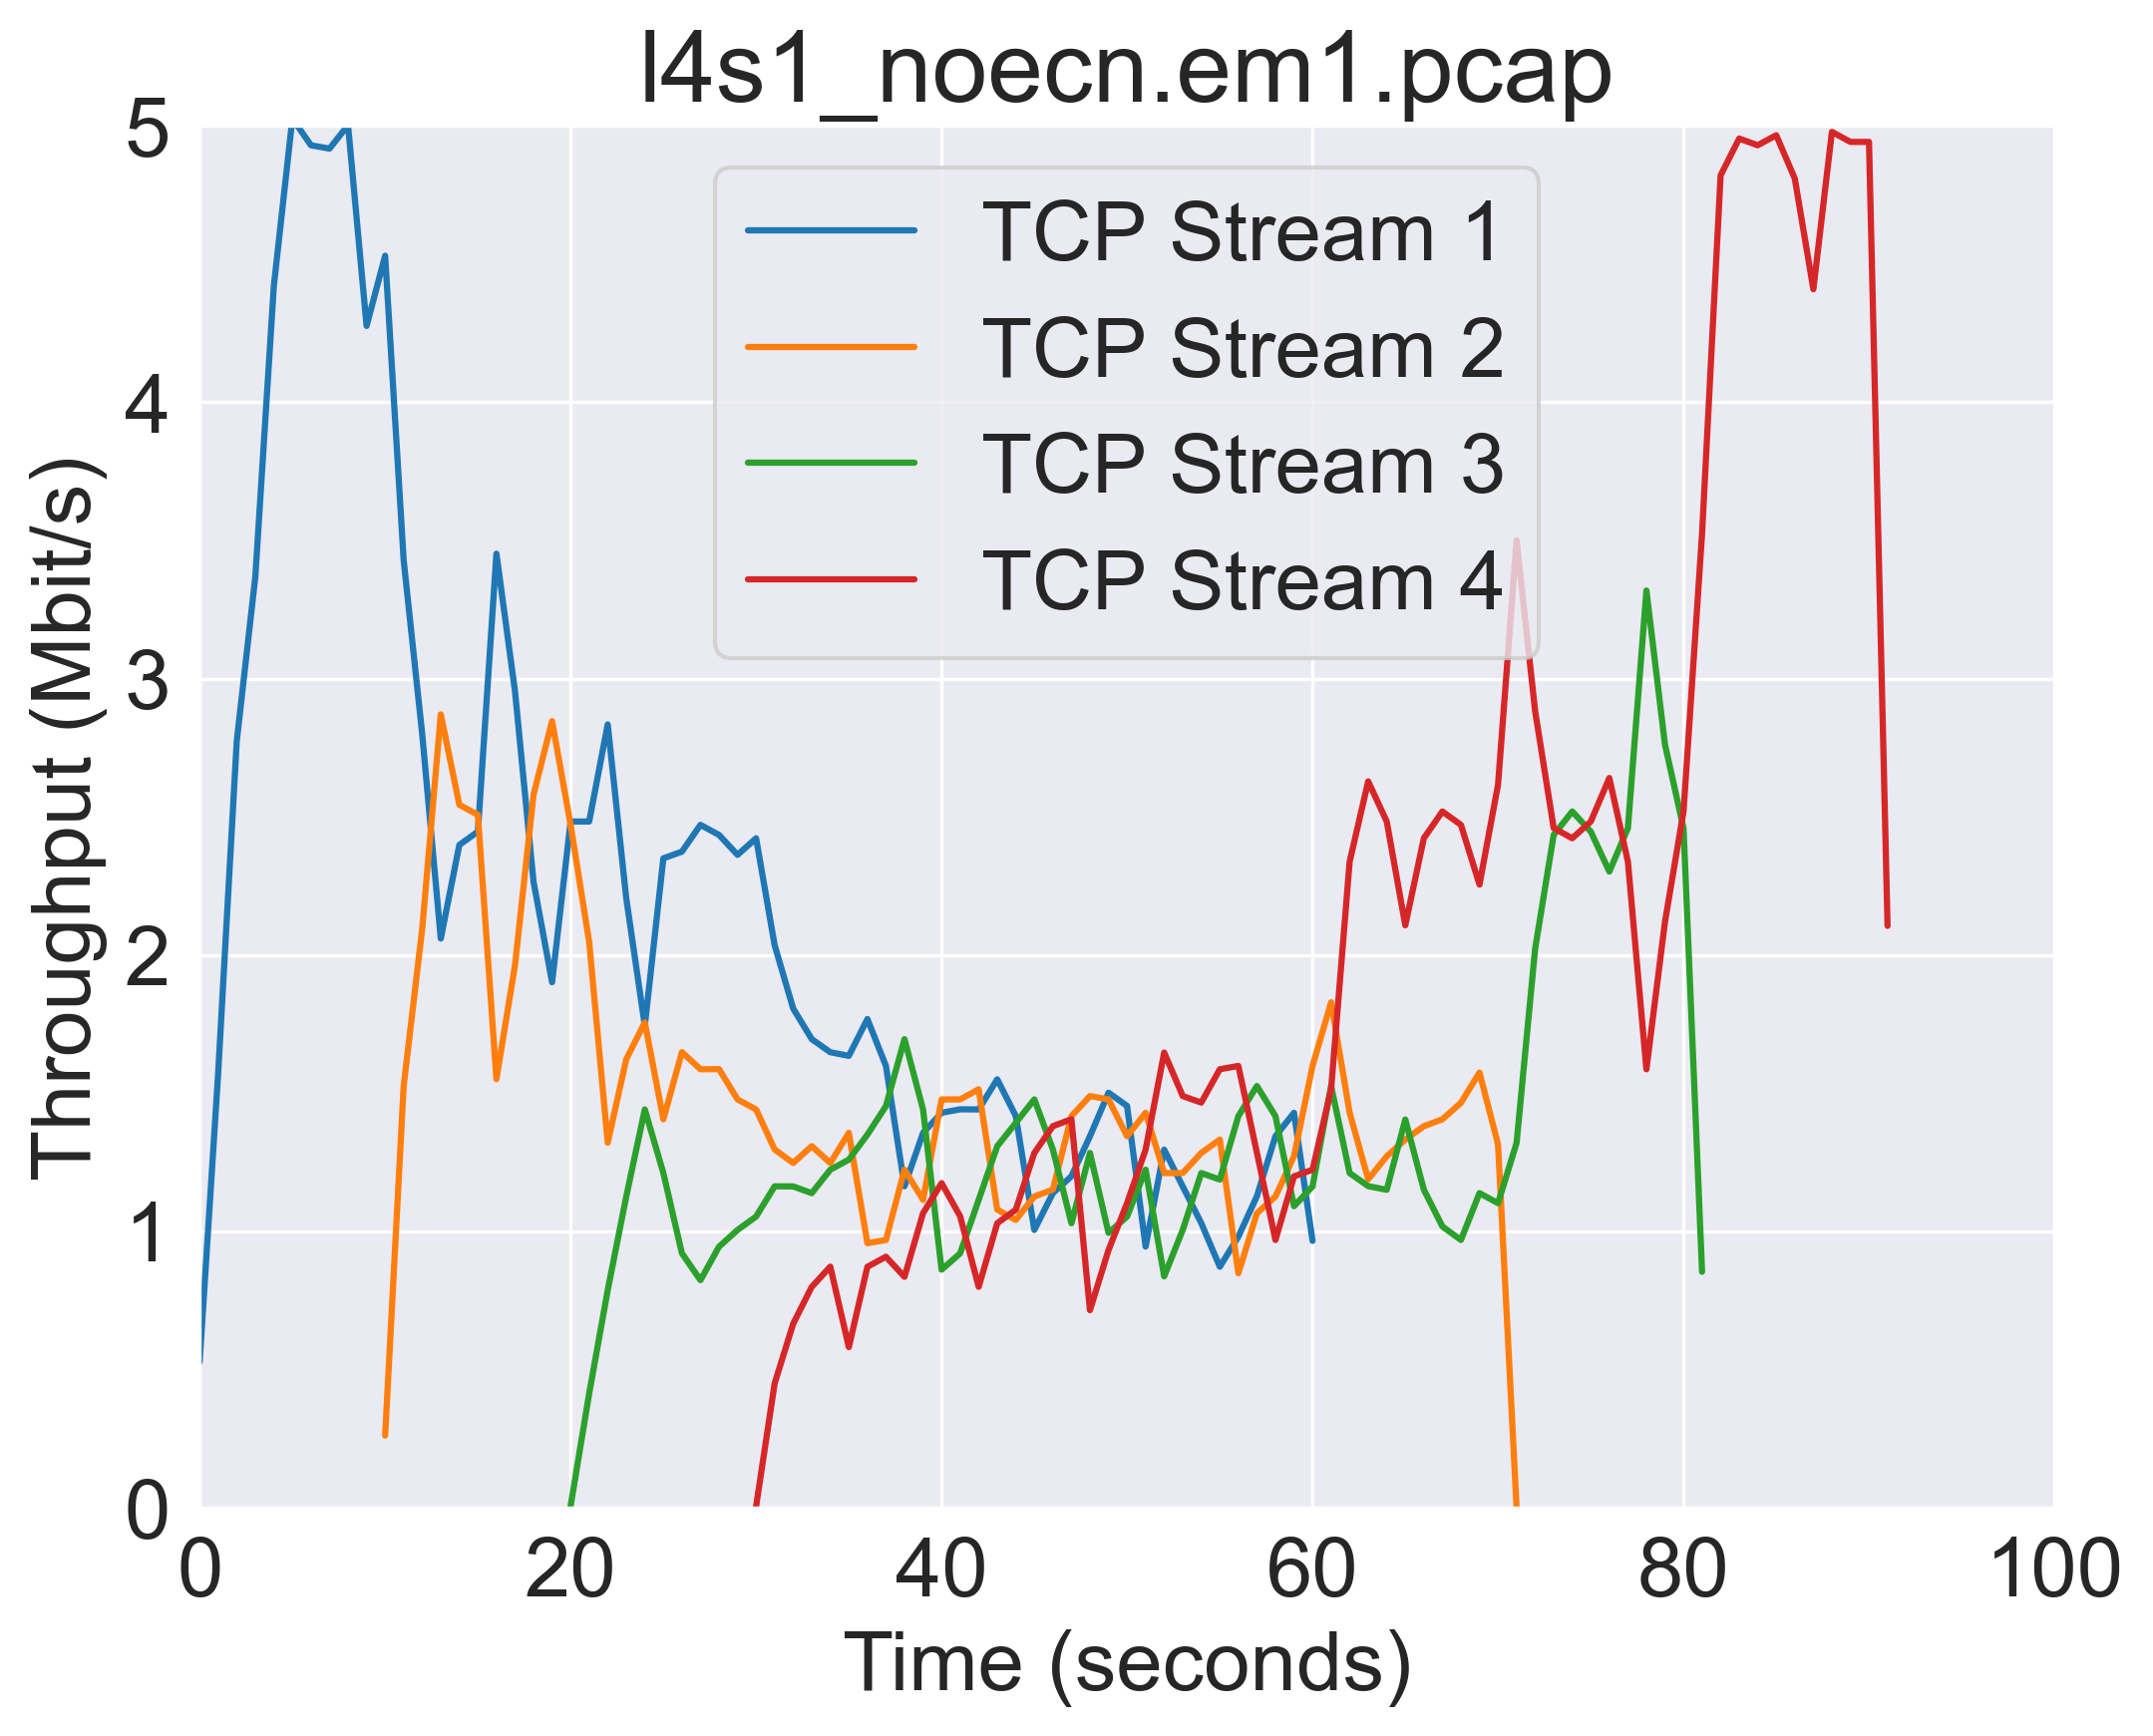 l4s1_noecn.em1.pcap
TCP Stream 1
TCP Stream 2
TCP Stream 3
TCP Stream 4
Throughput (Mbit/s)
5
4
3
2
1
0
0 20 40 60 80 100
Time (seconds)